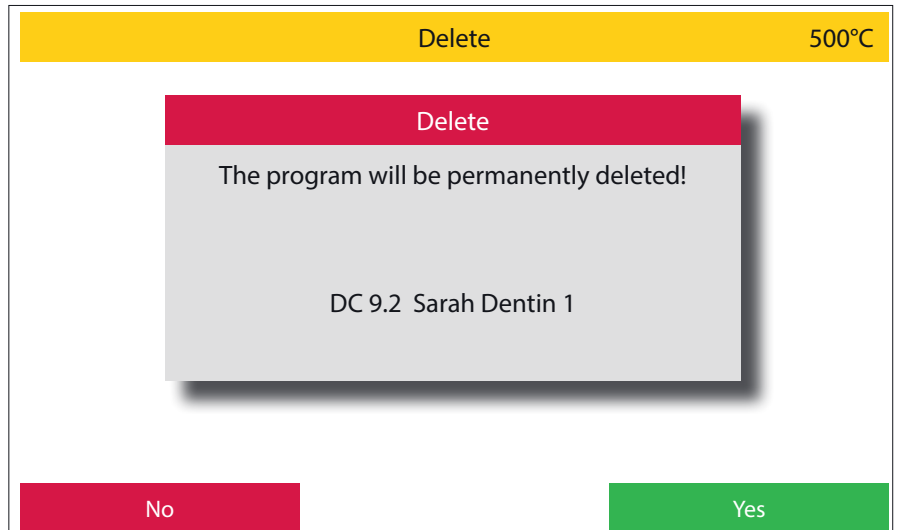 Delete 500°C
Delete
The program will be permanently deleted!
DC 9.2 Sarah Dentin 1
No Yes